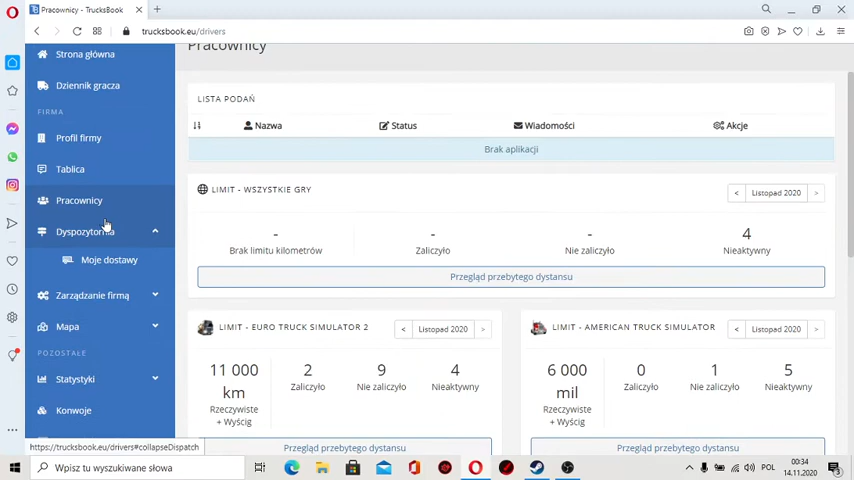 Pracownicy - TrucksBook
trucksbook.eu/drivers
Strona główna
Dziennik gracza
FIRMA
Profil firmy
Tablica
Pracownicy
Dyspozytornia
Moje dostawy
Zarządzanie firmą
Mapa
POZOSTAŁE
Statystyki
Konwoje
https://trucksbook.eu/drivers#collapseDispatch
Pracownicy
LISTA PODAŃ
Nazwa Status Wiadomości Akcje
Brak aplikacji
LIMIT - WSZYSTKIE GRY < Listopad 2020 >
- - - 4
Brak limitu kilometrów Zaliczyło Nie zaliczyło Nieaktywny
Przegląd przebytego dystansu
LIMIT - EURO TRUCK SIMULATOR 2 < Listopad 2020 >
11 000 2 9 4
km Zaliczyło Nie zaliczyło Nieaktywny
Rzeczywiste
+ Wyścig
Przegląd przebytego dystansu
LIMIT - AMERICAN TRUCK SIMULATOR < Listopad 2020 >
6 000 0 1 5
mil Zaliczyło Nie zaliczyło Nieaktywny
Rzeczywiste
+ Wyścig
Przegląd przebytego dystansu
Wpisz tu wyszukiwane słowa
POL
00:34
14.11.2020
3